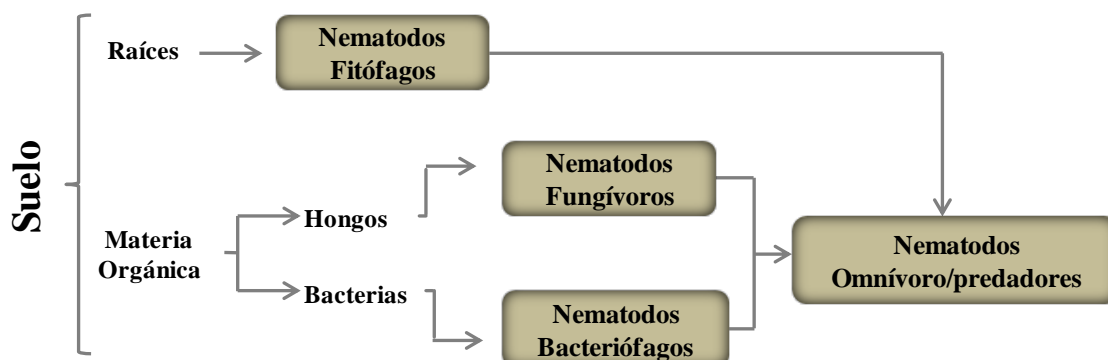 Suelo
Raíces
Nematodos
Fitófagos
Materia
Orgánica
Hongos
Nematodos
Fungívoros
Bacterias
Nematodos
Bacteriófagos
Nematodos
Omnívoro/predadores